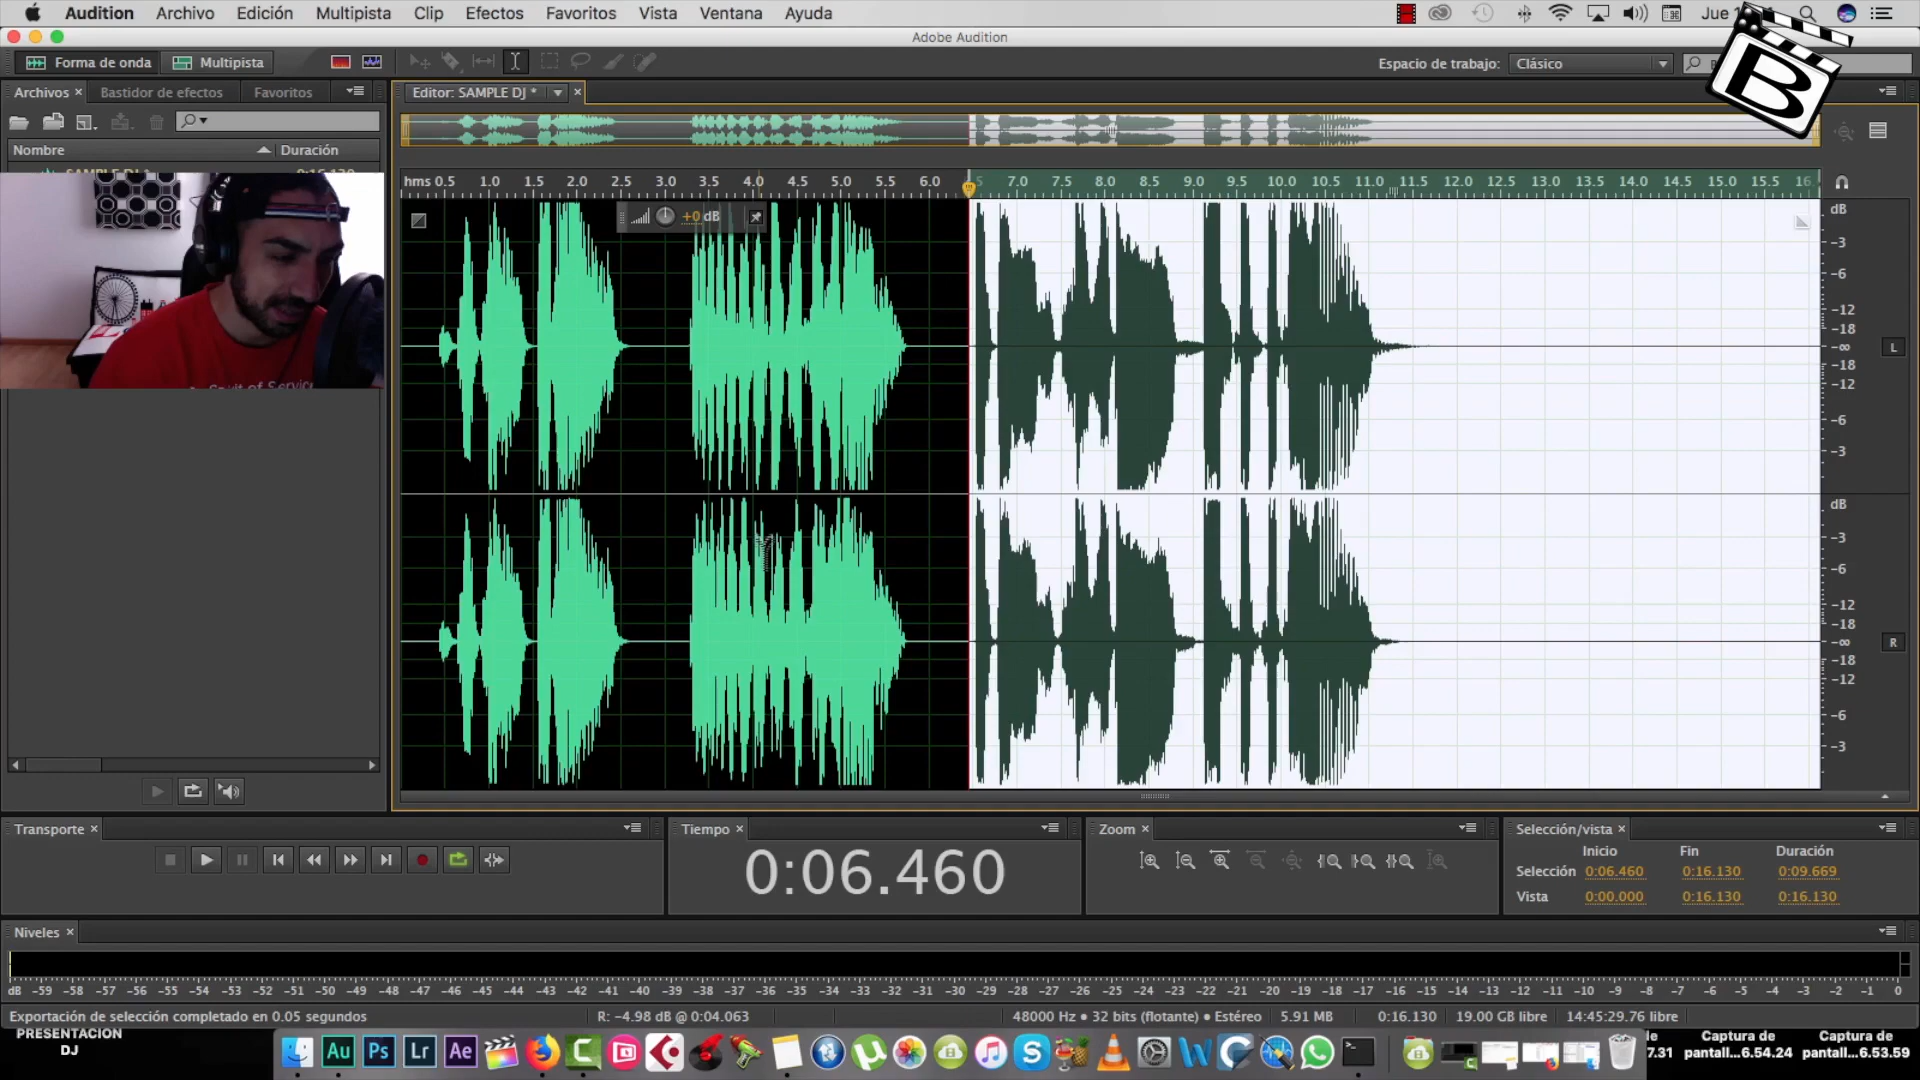 Audition Archivo Edición Multipista Clip Efectos Favoritos Vista Ventana Ayuda
Adobe Audition
Forma de onda Multipista
Espacio de trabajo: Clásico
Archivos × Bastidor de efectos Favoritos
Editor: SAMPLE DJ * ×
B
Nombre Duración
hms 0.5 1.0 1.5 2.0 2.5 3.0 3.5 4.0 4.5 5.0 5.5 6.0 7.0 7.5 8.0 8.5 9.0 9.5 10.0 10.5 11.0 11.5 12.0 12.5 13.0 13.5 14.0 14.5 15.0 15.5 16
+0 dB
dB
-3
-6
-12
-18
-∞
L
-18
-12
-6
-3
dB
-3
-6
-12
-18
-∞
R
-18
-12
-6
-3
Transporte × Tiempo × Zoom × Selección/vista ×
0:06.460
Inicio Fin Duración
Selección 0:06.460 0:16.130 0:09.669
Vista 0:00.000 0:16.130 0:16.130
Niveles ×
dB -59 -58 -57 -56 -55 -54 -53 -52 -51 -50 -49 -48 -47 -46 -45 -44 -43 -42 -41 -40 -39 -38 -37 -36 -35 -34 -33 -32 -31 -30 -29 -28 -27 -26 -25 -24 -23 -22 -21 -20 -19 -18 -17 -16 -15 -14 -13 -12 -11 -10 -9 -8 -7 -6 -5 -4 -3 -2 -1 0
Exportación de selección completado en 0.05 segundos R: -4.98 dB @ 0:04.063 48000 Hz • 32 bits (flotante) • Estéreo 5.91 MB 0:16.130 19.00 GB libre 14:45:29.76 libre
PRESENTACION
DJ
Au Ps Lr Ae
Captura de
pantall...6.54.24
Captura de
pantall...6.53.59